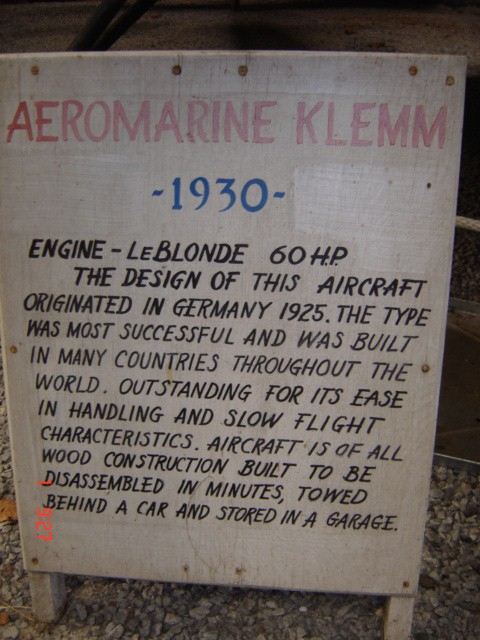 AEROMARINE KLEMM
-1930-
ENGINE - LEBLONDE 60 H.P.
THE DESIGN OF THIS AIRCRAFT
ORIGINATED IN GERMANY 1925. THE TYPE
WAS MOST SUCCESSFUL AND WAS BUILT
IN MANY COUNTRIES THROUGHOUT THE
WORLD. OUTSTANDING FOR ITS EASE
IN HANDLING AND SLOW FLIGHT
CHARACTERISTICS. AIRCRAFT IS OF ALL
WOOD CONSTRUCTION BUILT TO BE
DISASSEMBLED IN MINUTES, TOWED
BEHIND A CAR AND STORED IN A GARAGE.